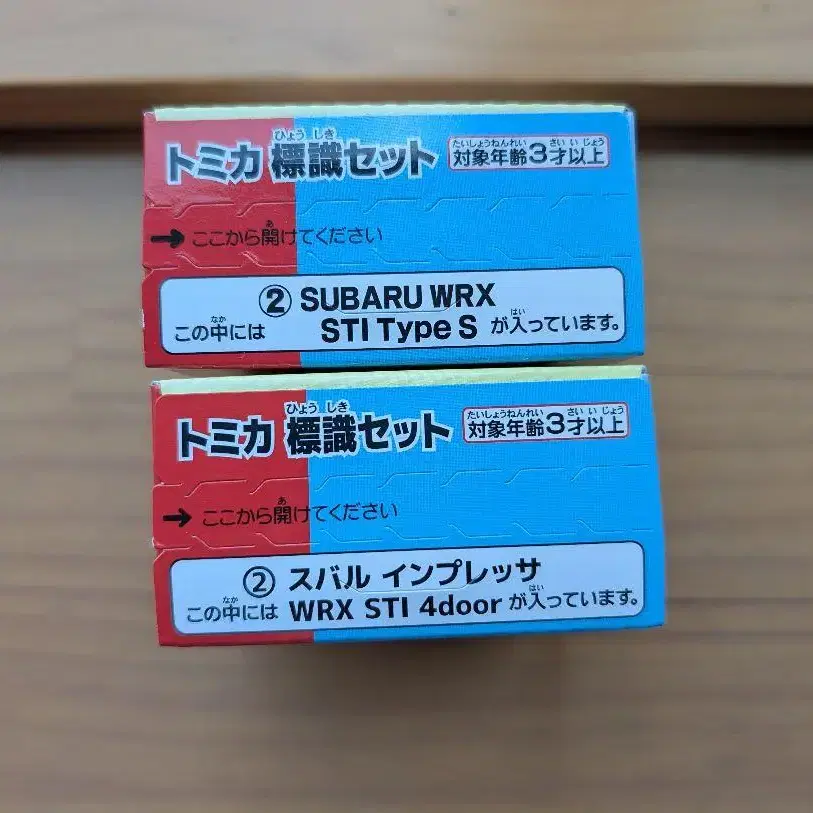 トミカ 標識セット 対象年齢3才以上
ひょう しき たいしょうねんれい さい い じょう
➔ ここから開けてください
あ
② SUBARU WRX
この中には STI Type S が入っています。
なか はい
トミカ 標識セット 対象年齢3才以上
ひょう しき たいしょうねんれい さい い じょう
➔ ここから開けてください
あ
② スバル インプレッサ
この中には WRX STI 4door が入っています。
なか はい